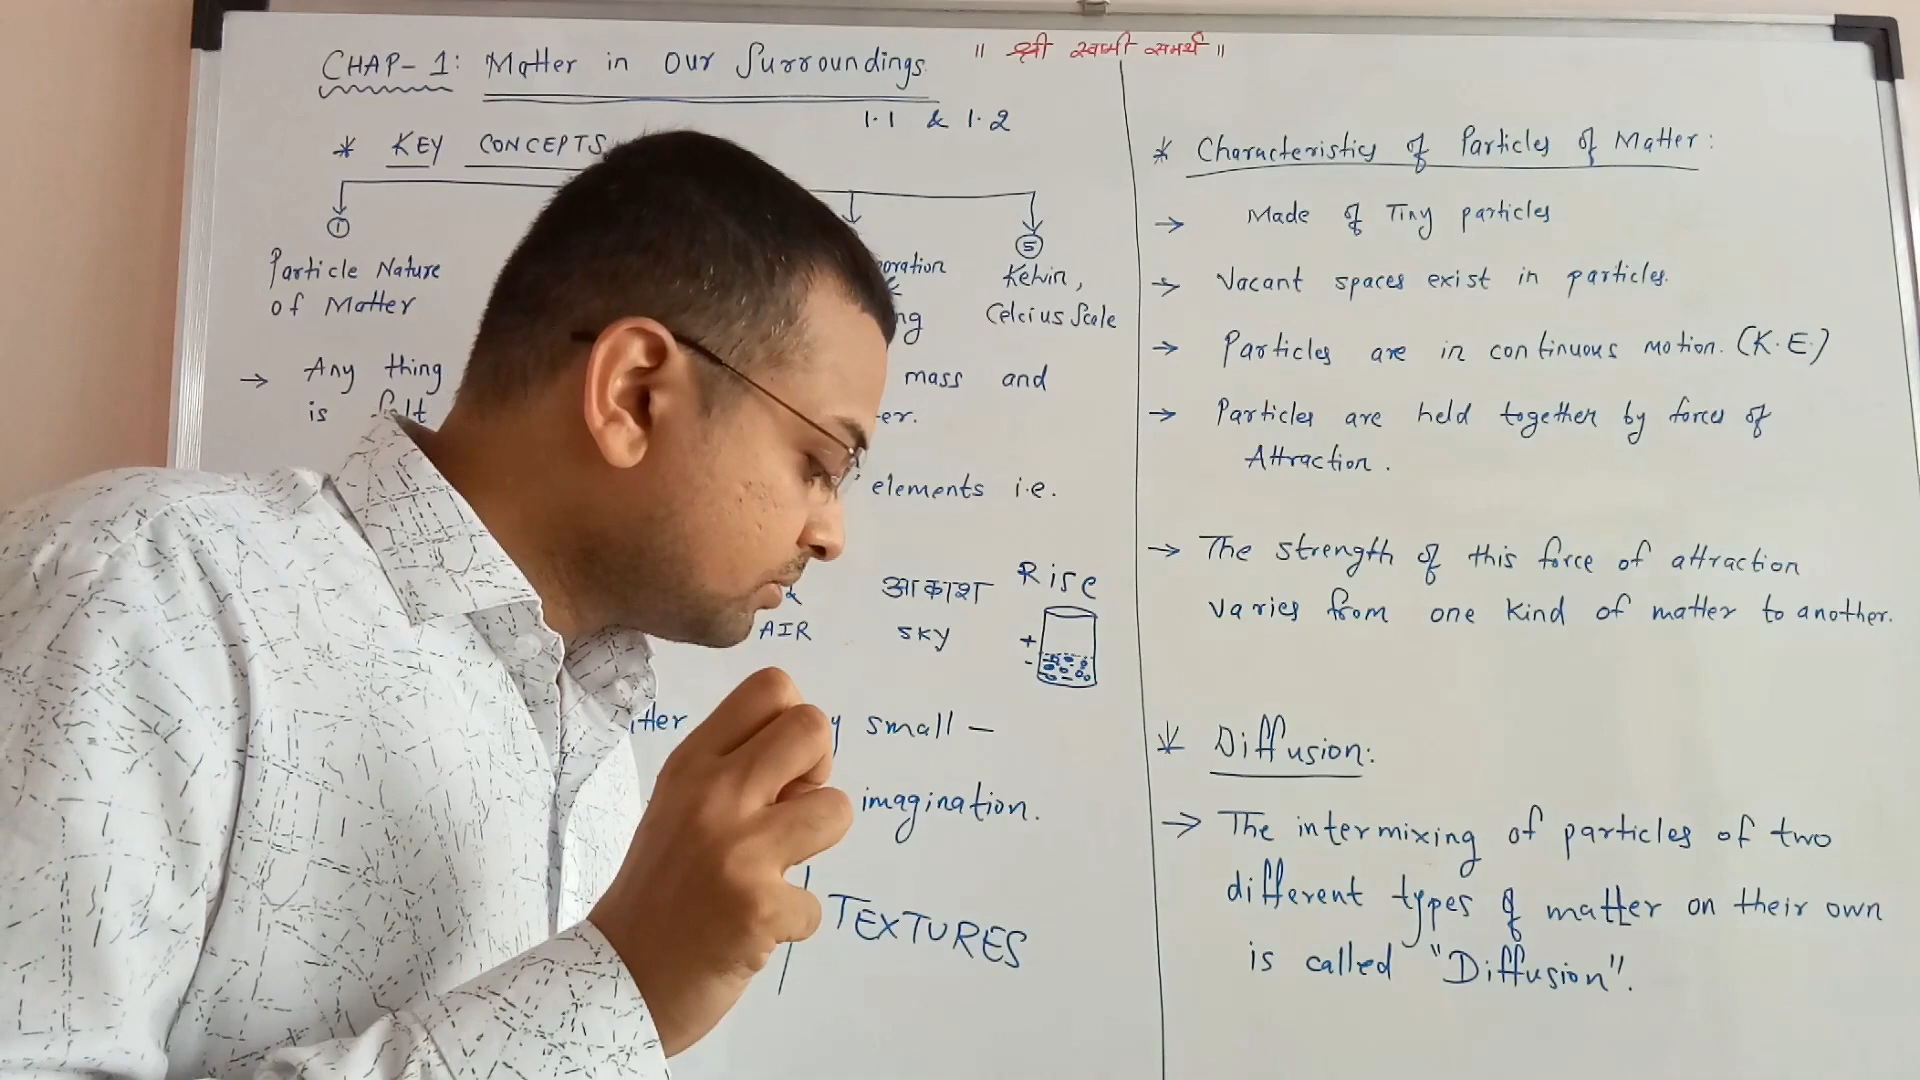 CHAP-1: Matter in Our Surroundings.
॥ श्री स्वामी समर्थ ॥
1.1 & 1.2
* KEY CONCEPTS
1
5
Particle Nature
of Matter
Kelvin,
Celcius Scale
→ Any thing mass and
is felt
elements i.e.
आकाश Rise
AIR SKY
+
-
small –
imagination.
TEXTURES
* Characteristics of Particles of Matter:
→ Made of Tiny particles
→ Vacant spaces exist in particles.
→ Particles are in continuous motion. (K.E.)
→ Particles are held together by forces of
Attraction.
→ The strength of this force of attraction
varies from one kind of matter to another.
* Diffusion:
→ The intermixing of particles of two
different types of matter on their own
is called "Diffusion".